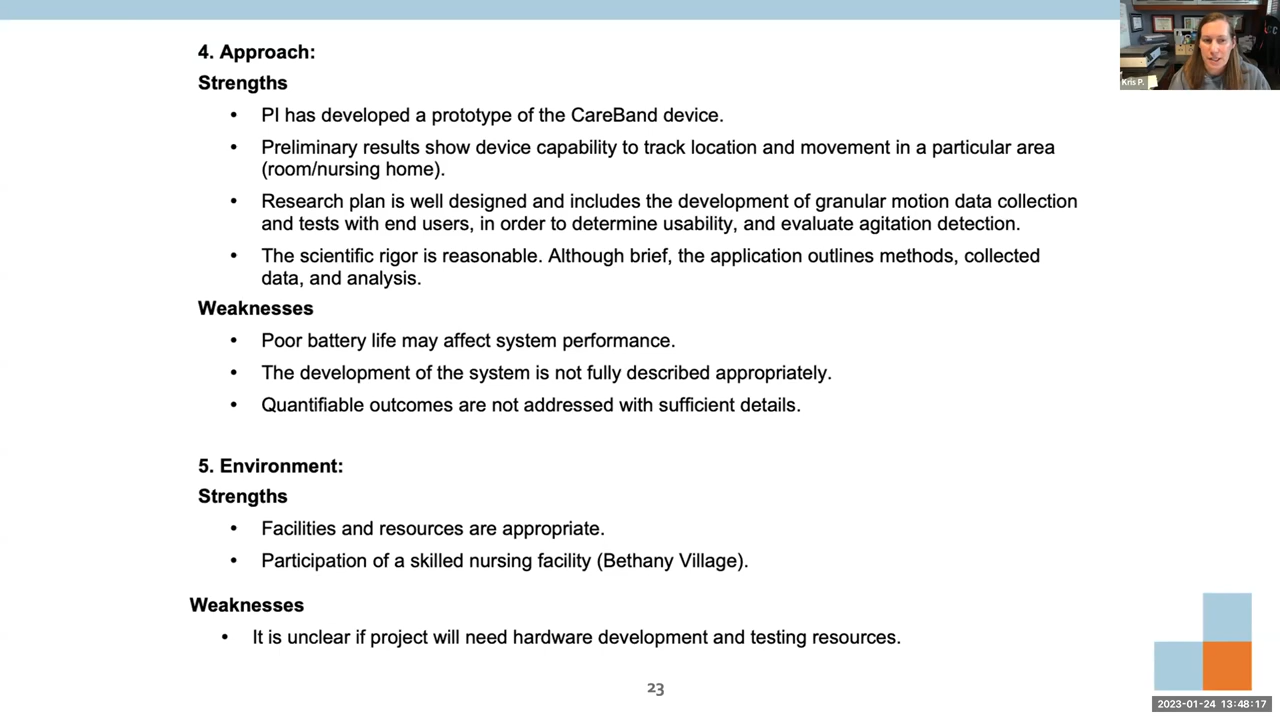 4. Approach:
Strengths
• PI has developed a prototype of the CareBand device.
• Preliminary results show device capability to track location and movement in a particular area
(room/nursing home).
• Research plan is well designed and includes the development of granular motion data collection
and tests with end users, in order to determine usability, and evaluate agitation detection.
• The scientific rigor is reasonable. Although brief, the application outlines methods, collected
data, and analysis.
Weaknesses
• Poor battery life may affect system performance.
• The development of the system is not fully described appropriately.
• Quantifiable outcomes are not addressed with sufficient details.
5. Environment:
Strengths
• Facilities and resources are appropriate.
• Participation of a skilled nursing facility (Bethany Village).
Weaknesses
• It is unclear if project will need hardware development and testing resources.
23
Kris P.
2023-01-24 13:48:17